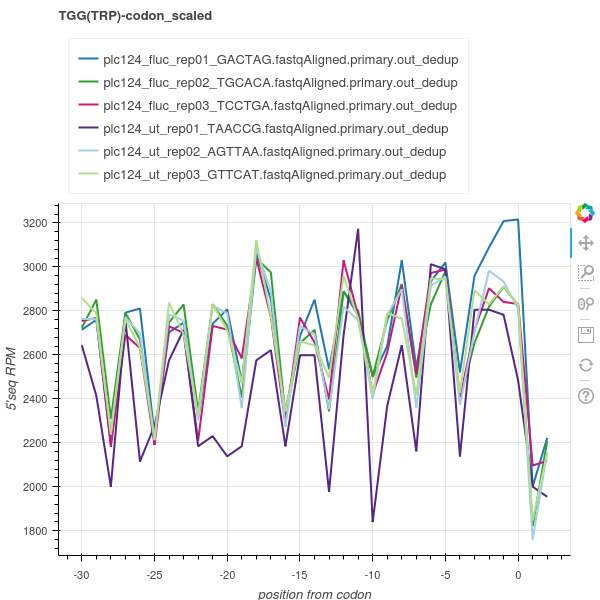 TGG(TRP)-codon_scaled
plc124_fluc_rep01_GACTAG.fastqAligned.primary.out_dedup
plc124_fluc_rep02_TGCACA.fastqAligned.primary.out_dedup
plc124_fluc_rep03_TCCTGA.fastqAligned.primary.out_dedup
plc124_ut_rep01_TAACCG.fastqAligned.primary.out_dedup
plc124_ut_rep02_AGTTAA.fastqAligned.primary.out_dedup
plc124_ut_rep03_GTTCAT.fastqAligned.primary.out_dedup
3200
3000
2800
2600
2400
2200
2000
1800
5'seq RPM
-30 -25 -20 -15 -10 -5 0
position from codon